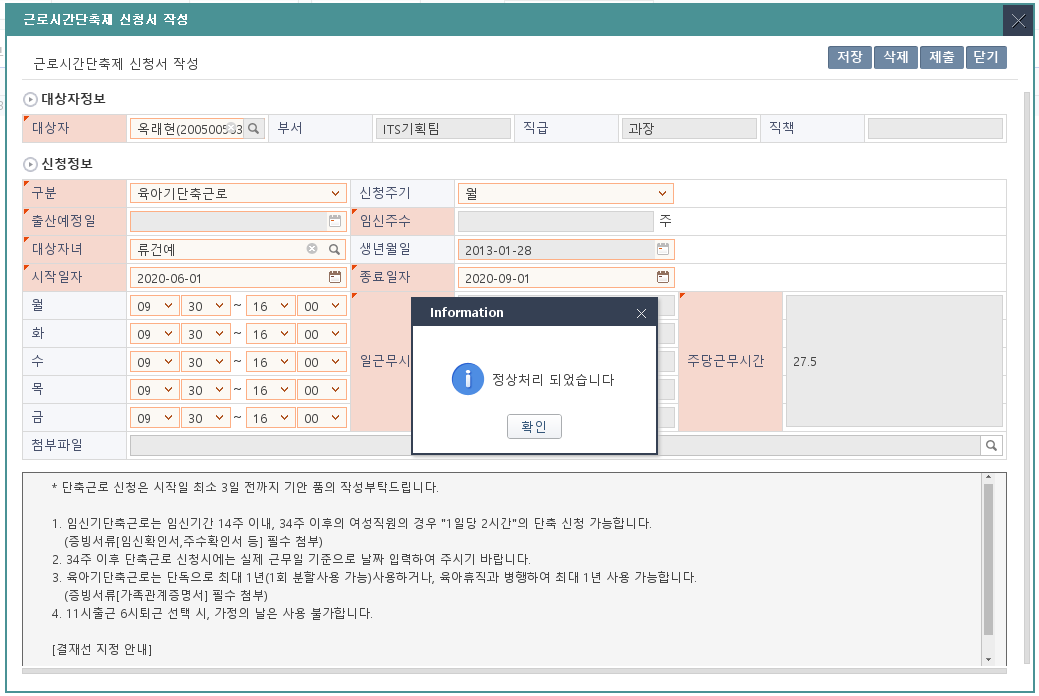 근로시간단축제 신청서 작성
근로시간단축제 신청서 작성
저장 삭제 제출 닫기
대상자정보
대상자 옥래현(20050053 부서 ITS기획팀 직급 과장 직책
신청정보
구분 육아기단축근로 신청주기 월
출산예정일 임신주수 주
대상자녀 류건예 생년월일 2013-01-28
시작일자 2020-06-01 종료일자 2020-09-01
월 09 30 ~ 16 00
화 09 30 ~ 16 00
수 09 30 ~ 16 00 일근무시 주당근무시간 27.5
목 09 30 ~ 16 00
금 09 30 ~ 16 00
첨부파일
Information
정상처리 되었습니다
확인
* 단축근로 신청은 시작일 최소 3일 전까지 기안 품의 작성부탁드립니다.
1. 임신기단축근로는 임신기간 14주 이내, 34주 이후의 여성직원의 경우 "1일당 2시간"의 단축 신청 가능합니다.
(증빙서류[임신확인서,주수확인서 등] 필수 첨부)
2. 34주 이후 단축근로 신청시에는 실제 근무일 기준으로 날짜 입력하여 주시기 바랍니다.
3. 육아기단축근로는 단독으로 최대 1년(1회 분할사용 가능)사용하거나, 육아휴직과 병행하여 최대 1년 사용 가능합니다.
(증빙서류[가족관계증명서] 필수 첨부)
4. 11시출근 6시퇴근 선택 시, 가정의 날은 사용 불가합니다.
[결재선 지정 안내]